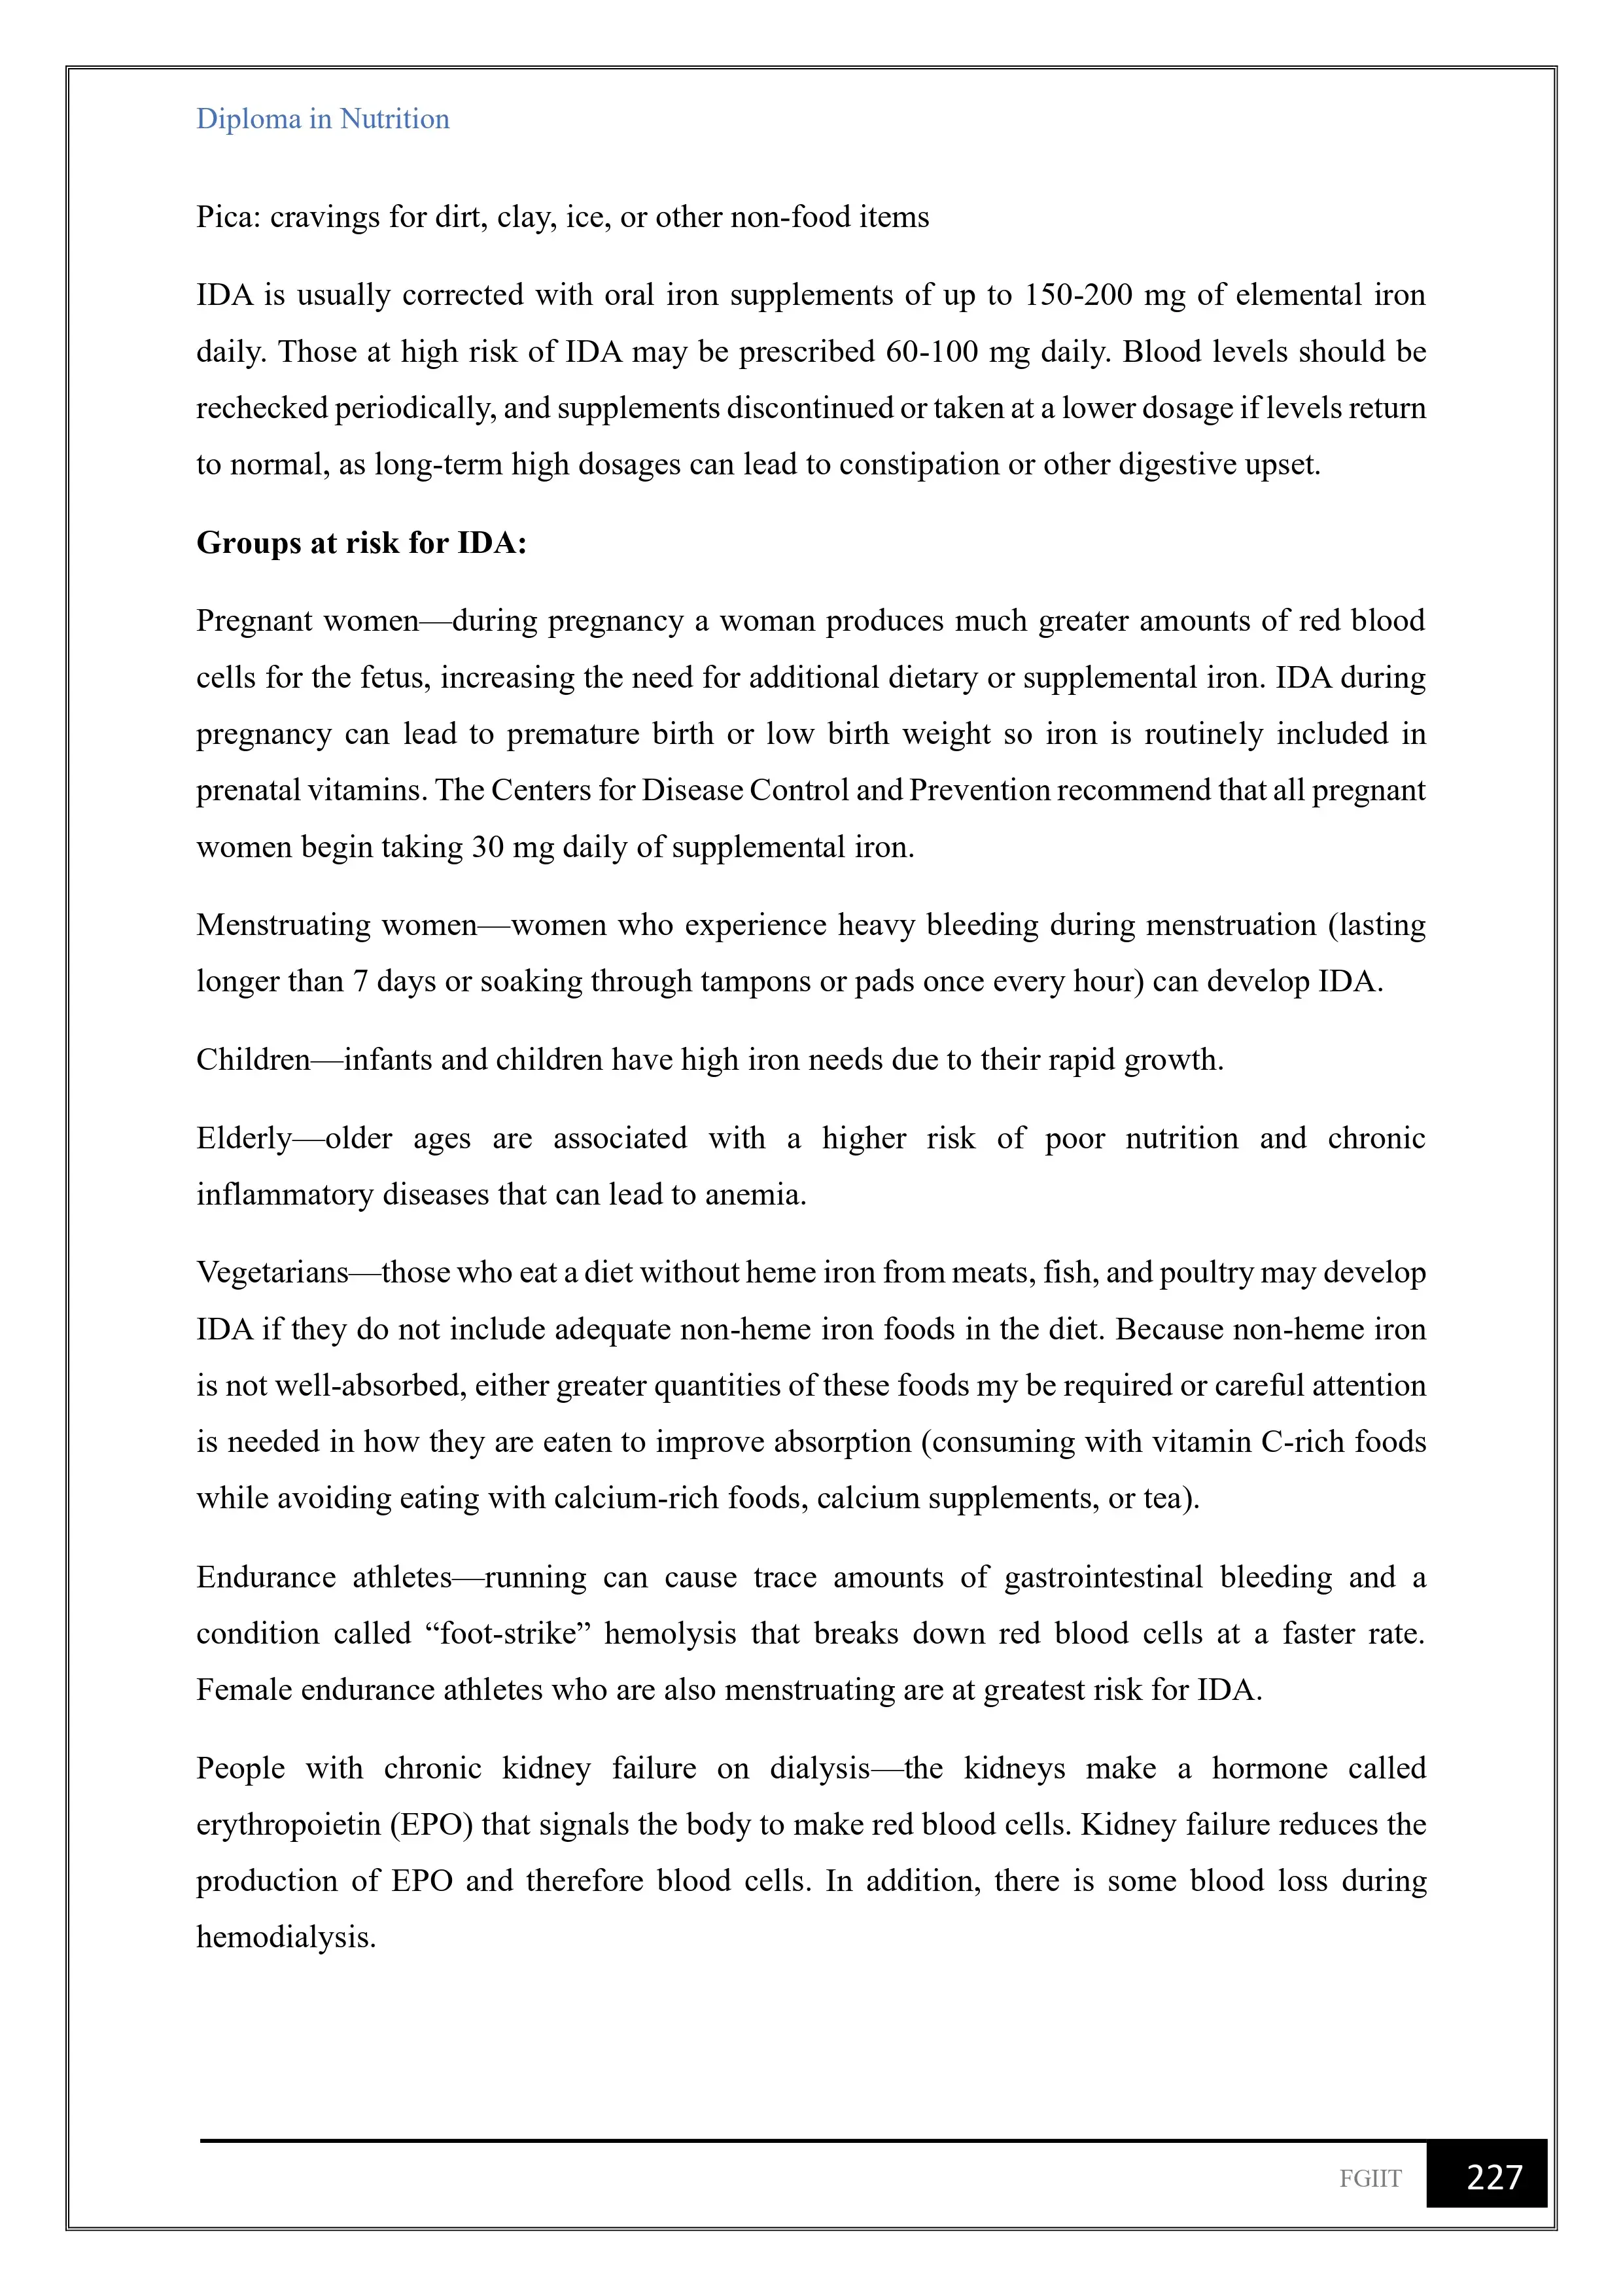 Diploma in Nutrition
Pica: cravings for dirt, clay, ice, or other non-food items
IDA is usually corrected with oral iron supplements of up to 150-200 mg of elemental iron
daily. Those at high risk of IDA may be prescribed 60-100 mg daily. Blood levels should be
rechecked periodically, and supplements discontinued or taken at a lower dosage if levels return
to normal, as long-term high dosages can lead to constipation or other digestive upset.
Groups at risk for IDA:
Pregnant women—during pregnancy a woman produces much greater amounts of red blood
cells for the fetus, increasing the need for additional dietary or supplemental iron. IDA during
pregnancy can lead to premature birth or low birth weight so iron is routinely included in
prenatal vitamins. The Centers for Disease Control and Prevention recommend that all pregnant
women begin taking 30 mg daily of supplemental iron.
Menstruating women—women who experience heavy bleeding during menstruation (lasting
longer than 7 days or soaking through tampons or pads once every hour) can develop IDA.
Children—infants and children have high iron needs due to their rapid growth.
Elderly—older ages are associated with a higher risk of poor nutrition and chronic
inflammatory diseases that can lead to anemia.
Vegetarians—those who eat a diet without heme iron from meats, fish, and poultry may develop
IDA if they do not include adequate non-heme iron foods in the diet. Because non-heme iron
is not well-absorbed, either greater quantities of these foods my be required or careful attention
is needed in how they are eaten to improve absorption (consuming with vitamin C-rich foods
while avoiding eating with calcium-rich foods, calcium supplements, or tea).
Endurance athletes—running can cause trace amounts of gastrointestinal bleeding and a
condition called “foot-strike” hemolysis that breaks down red blood cells at a faster rate.
Female endurance athletes who are also menstruating are at greatest risk for IDA.
People with chronic kidney failure on dialysis—the kidneys make a hormone called
erythropoietin (EPO) that signals the body to make red blood cells. Kidney failure reduces the
production of EPO and therefore blood cells. In addition, there is some blood loss during
hemodialysis.
FGIIT 227